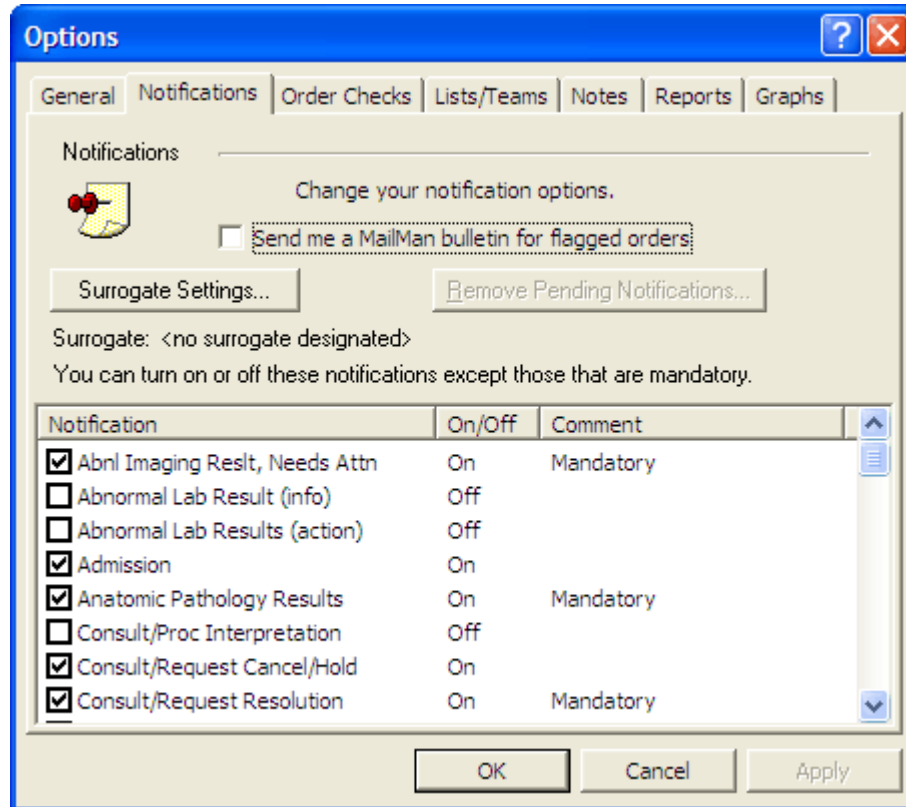 Options
General Notifications Order Checks Lists/Teams Notes Reports Graphs
Notifications
Change your notification options.
Send me a MailMan bulletin for flagged orders
Surrogate Settings... Remove Pending Notifications...
Surrogate: <no surrogate designated>
You can turn on or off these notifications except those that are mandatory.
Notification On/Off Comment
Abnl Imaging Reslt, Needs Attn On Mandatory
Abnormal Lab Result (info) Off
Abnormal Lab Results (action) Off
Admission On
Anatomic Pathology Results On Mandatory
Consult/Proc Interpretation Off
Consult/Request Cancel/Hold On
Consult/Request Resolution On Mandatory
OK Cancel Apply